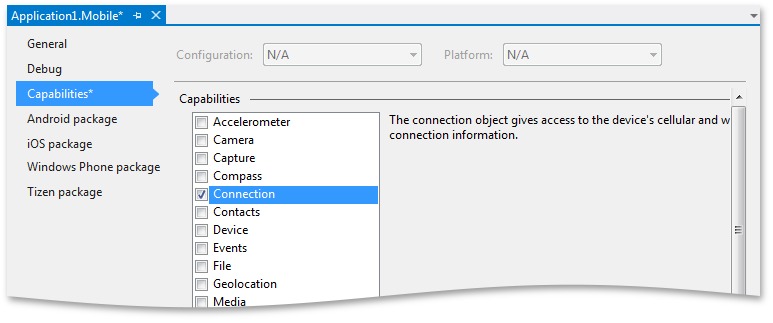 Application1.Mobile*
General
Debug
Capabilities*
Android package
iOS package
Windows Phone package
Tizen package
Configuration: N/A Platform: N/A
Capabilities
Accelerometer
Camera
Capture
Compass
Connection
Contacts
Device
Events
File
Geolocation
Media
The connection object gives access to the device's cellular and w
connection information.